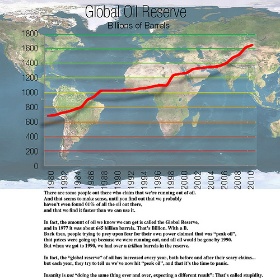 Global Oil Reserve
Billions of Barrels
1800
1600
1400
1200
1000
800
600
400
200
0
1980
1982
1984
1986
1988
1990
1992
1994
1996
1998
2000
2002
2004
2006
2008
2010
There are some people out there who claim that we're running out of oil.
And that seems to make sense, until you find out that we probably
haven't even found 01% of all the oil out there,
and that we find it faster than we can use it.
In fact, the amount of oil we know we can get is called the Global Reserve,
and in 1977 it was about 645 billion barrels. That's Billion. With a B.
Back then, people trying to prey upon fear for their own power claimed that was "peak oil",
that prices were going up because we were running out, and all oil would be gone by 1990.
But when we got to 1990, we had over a trillion barrels in the reserve.
In fact, the "global reserve" of oil has increased every year, both before and after their scary claims--
but each year, they try to tell us we've now hit "peak oil", and that it's the time to panic.
Insanity is not "doing the same thing over and over, expecting a different result". That's called stupidity.